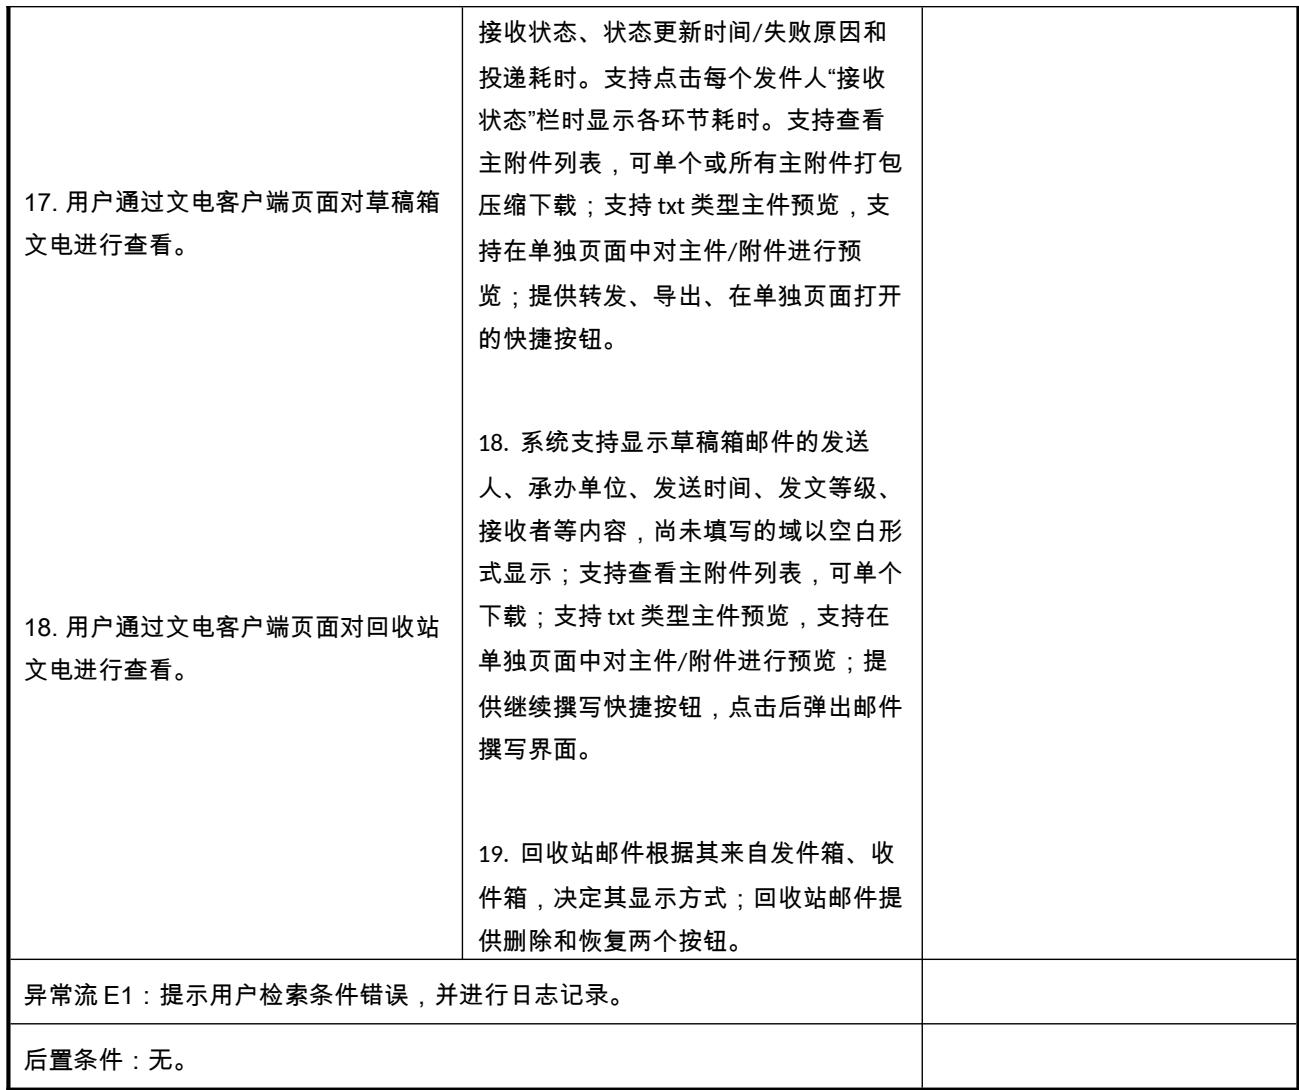 17. 用户通过文电客户端页面对草稿箱
文电进行查看。
18. 用户通过文电客户端页面对回收站
文电进行查看。
接收状态、状态更新时间/失败原因和
投递耗时。支持点击每个发件人“接收
状态”栏时显示各环节耗时。支持查看
主附件列表，可单个或所有主附件打包
压缩下载；支持 txt 类型主件预览，支
持在单独页面中对主件/附件进行预
览；提供转发、导出、在单独页面打开
的快捷按钮。
18. 系统支持显示草稿箱邮件的发送
人、承办单位、发送时间、发文等级、
接收者等内容，尚未填写的域以空白形
式显示；支持查看主附件列表，可单个
下载；支持 txt 类型主件预览，支持在
单独页面中对主件/附件进行预览；提
供继续撰写快捷按钮，点击后弹出邮件
撰写界面。
19. 回收站邮件根据其来自发件箱、收
件箱，决定其显示方式；回收站邮件提
供删除和恢复两个按钮。
异常流 E1：提示用户检索条件错误，并进行日志记录。
后置条件：无。